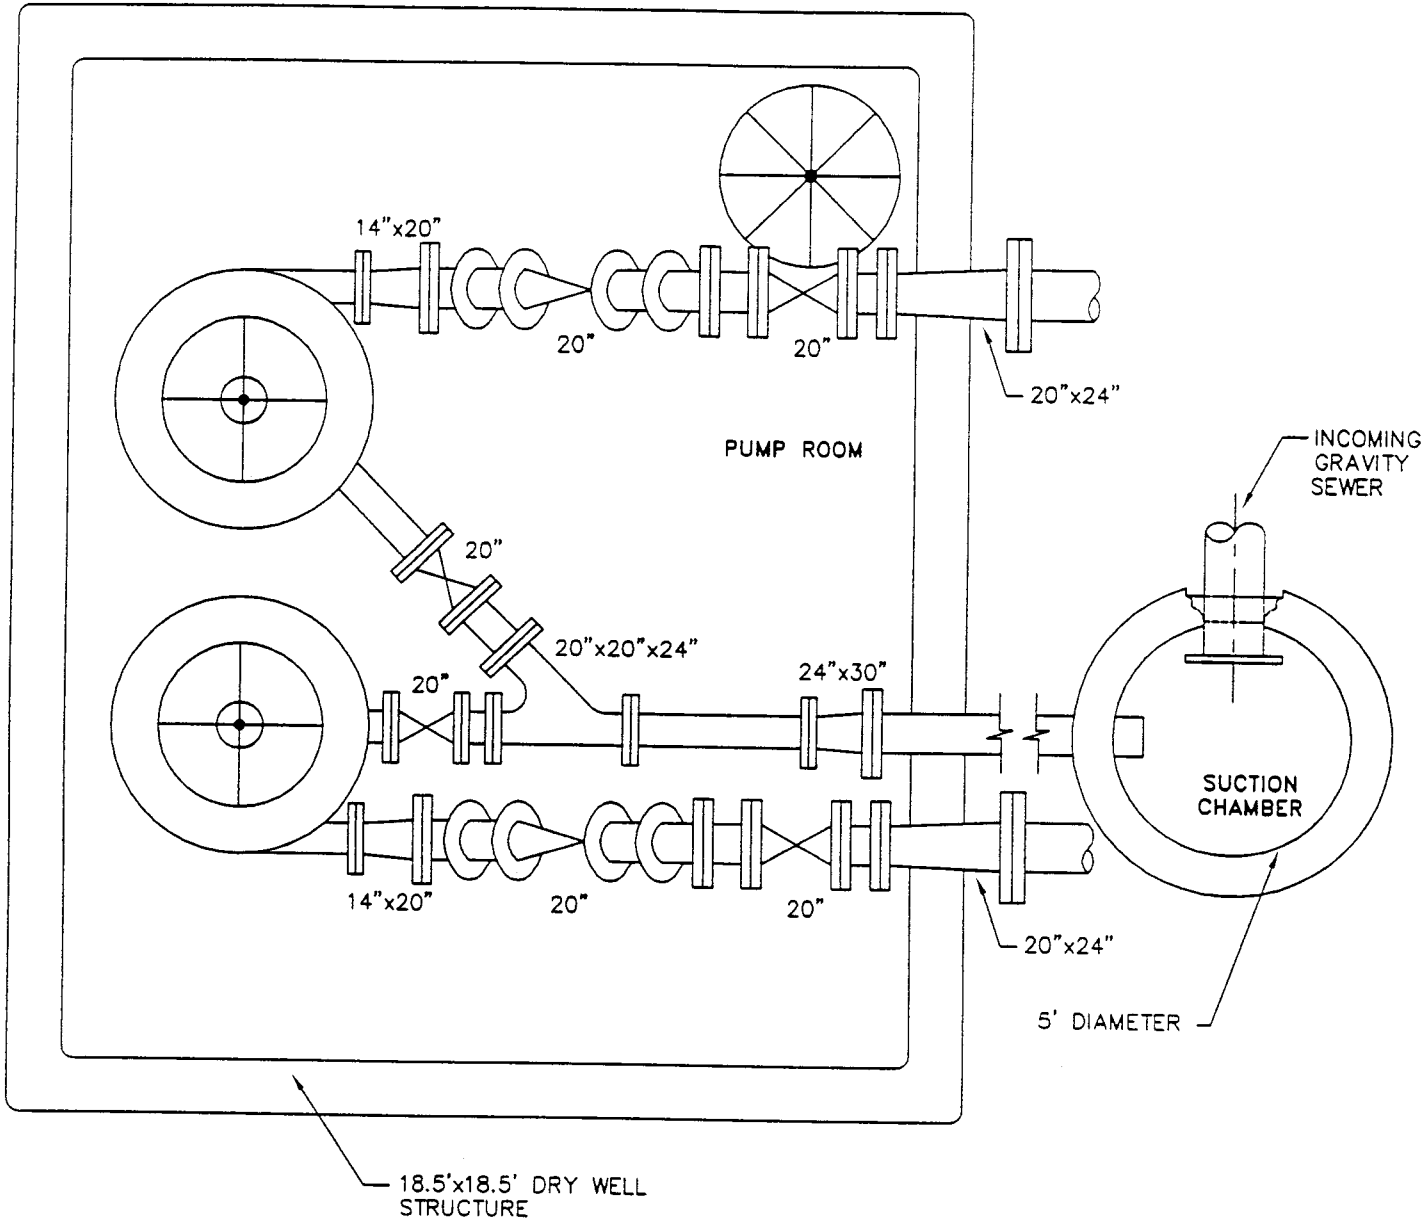 14"x20"
20"
20"
20"x24"
PUMP ROOM
INCOMING
GRAVITY
SEWER
20"
20"x20"x24"
24"x30"
20"
SUCTION
CHAMBER
14"x20"
20"
20"
20"x24"
5' DIAMETER
18.5'x18.5' DRY WELL
STRUCTURE